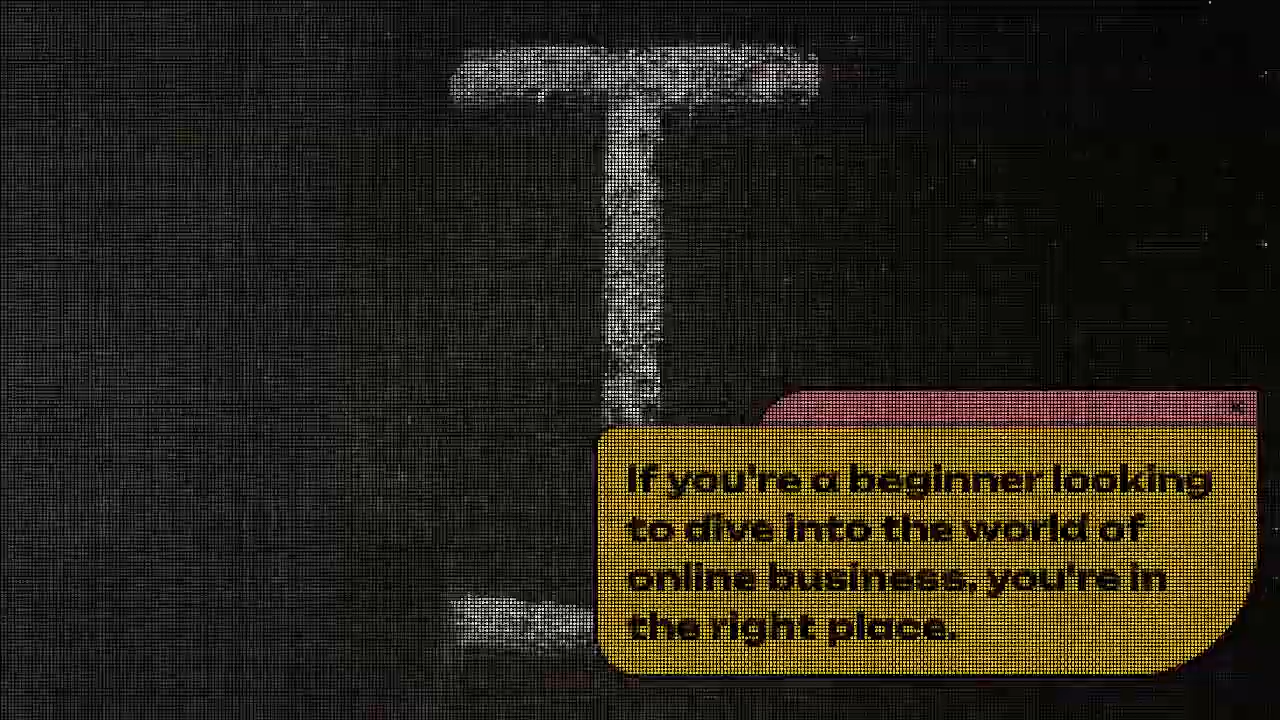 I
If you're a beginner looking
to dive into the world of
online business, you're in
the right place.